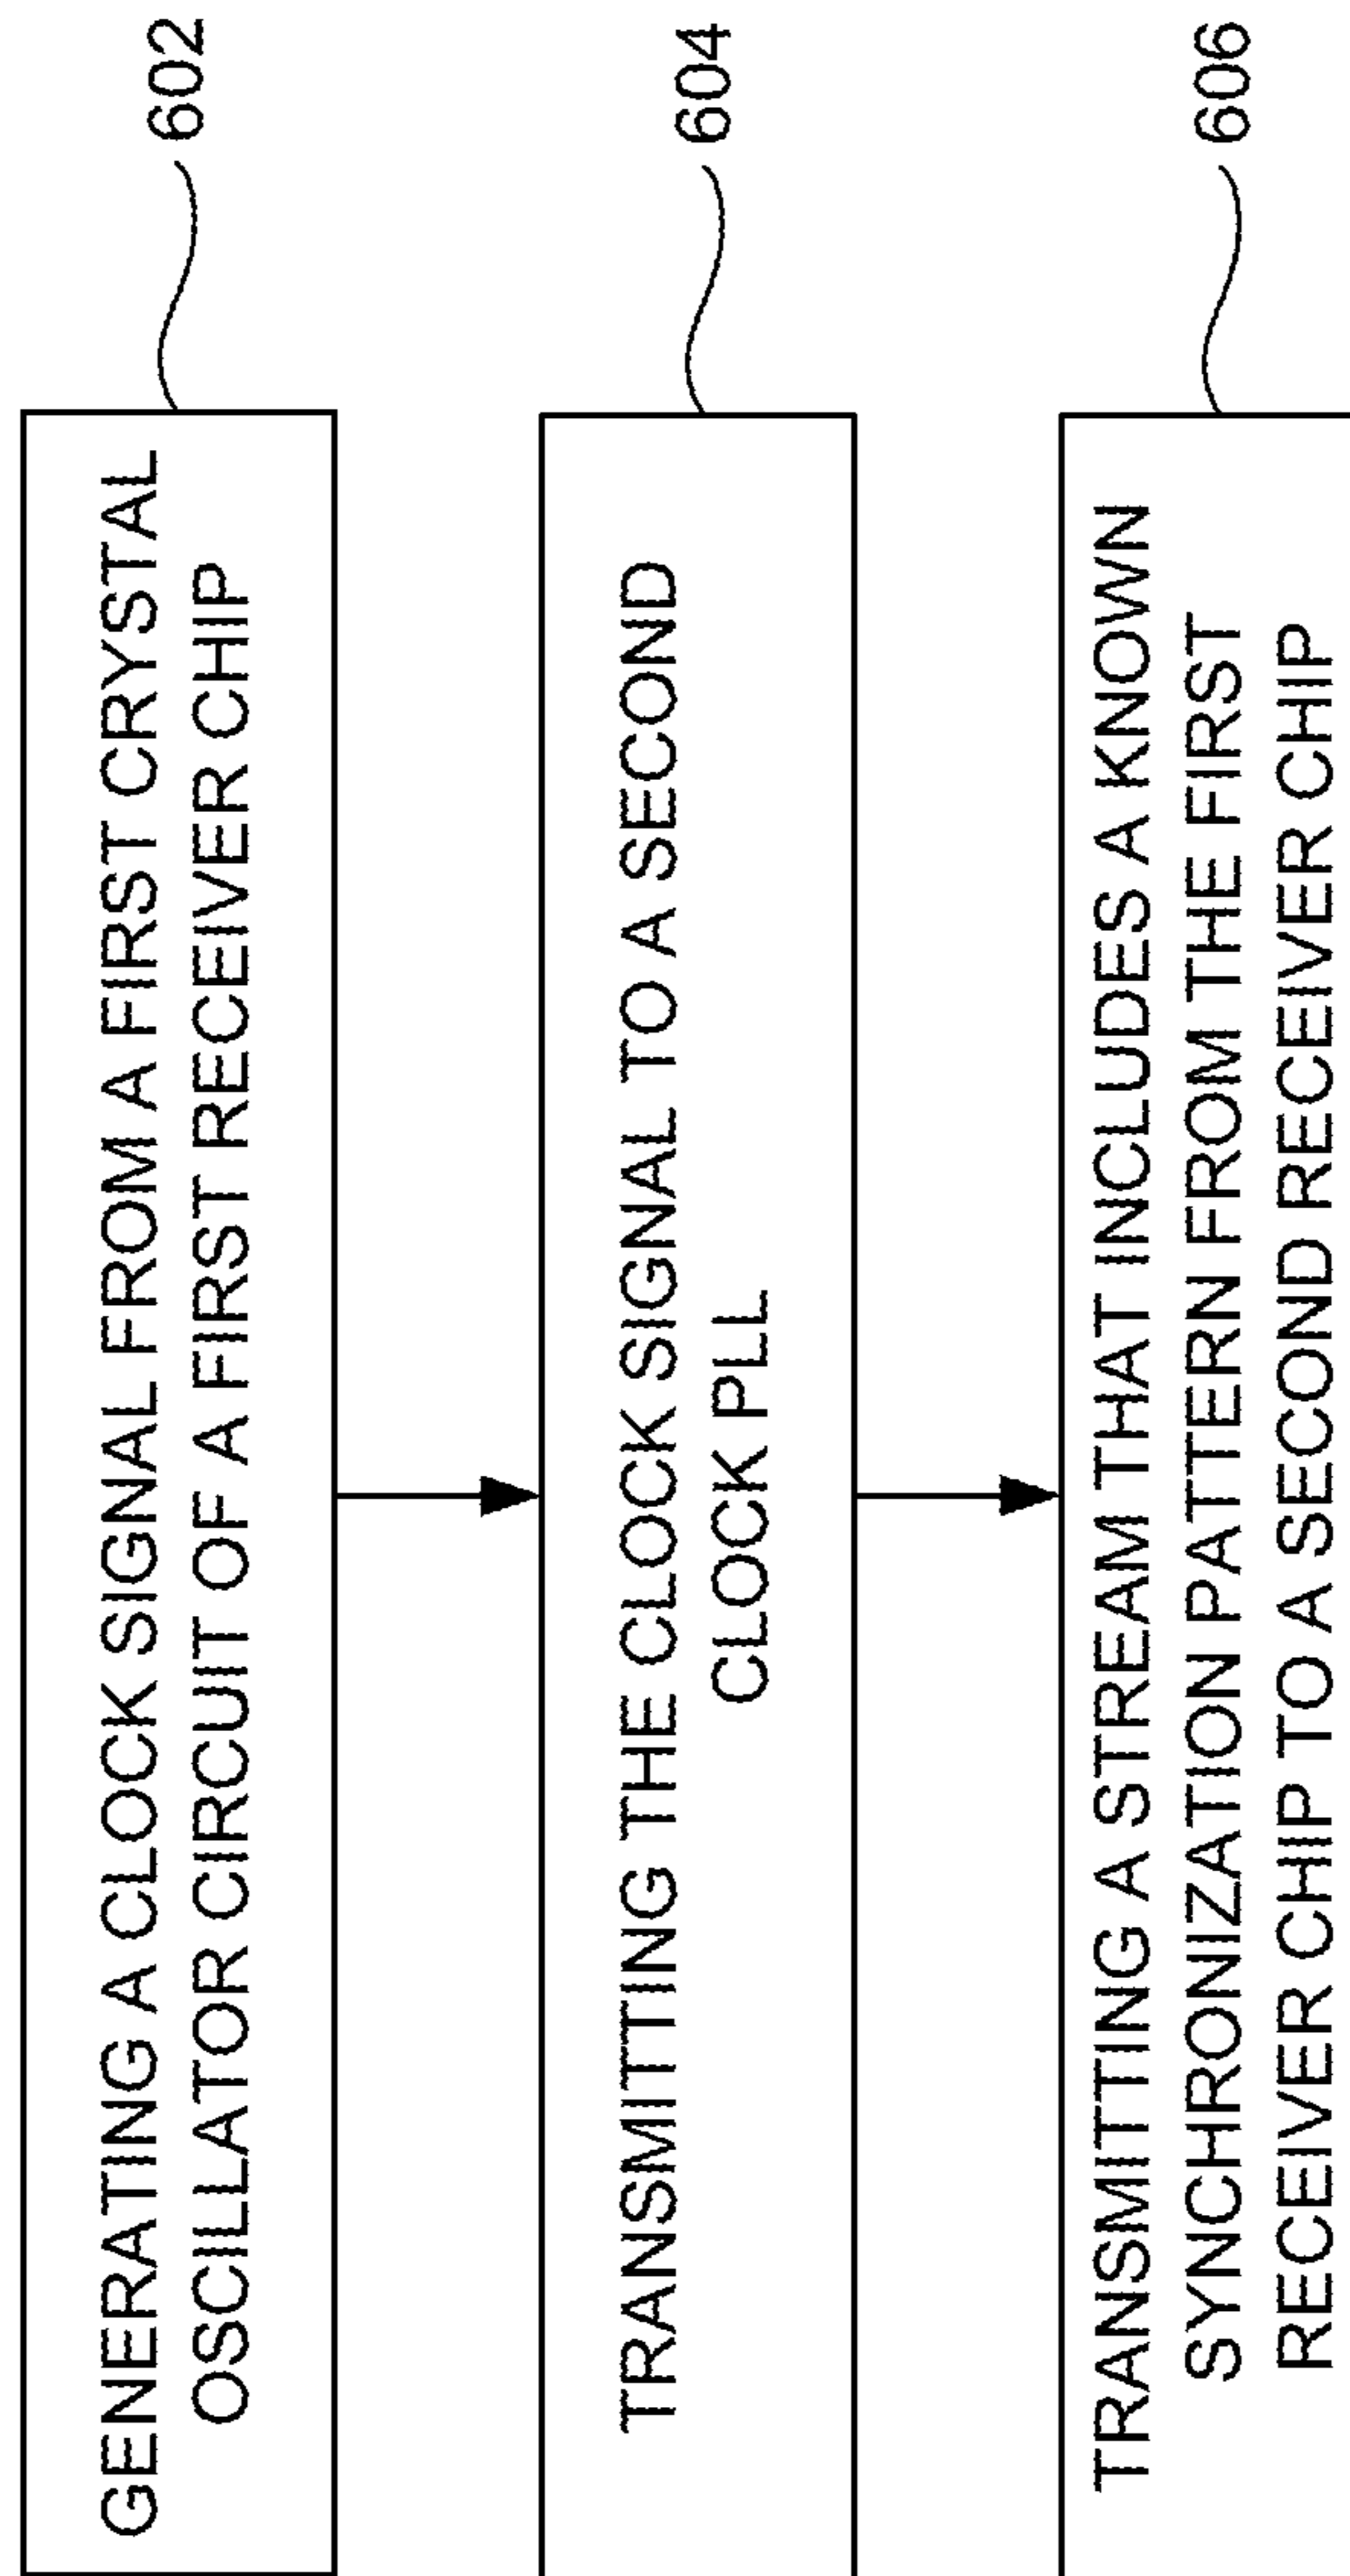 GENERATING A CLOCK SIGNAL FROM A FIRST CRYSTAL
OSCILLATOR CIRCUIT OF A FIRST RECEIVER CHIP
602
TRANSMITTING THE CLOCK SIGNAL TO A SECOND
CLOCK PLL
604
TRANSMITTING A STREAM THAT INCLUDES A KNOWN
SYNCHRONIZATION PATTERN FROM THE FIRST
RECEIVER CHIP TO A SECOND RECEIVER CHIP
606